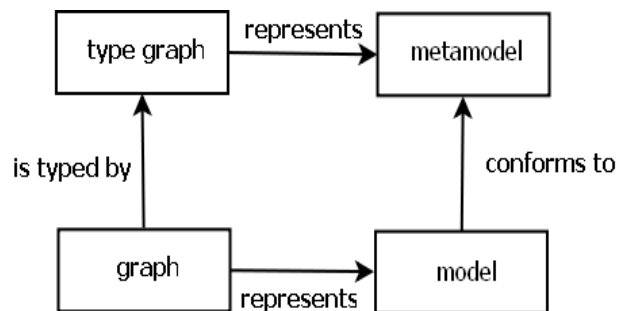 represents
type graph
metamodel
is typed by
conforms to
graph
model
represents